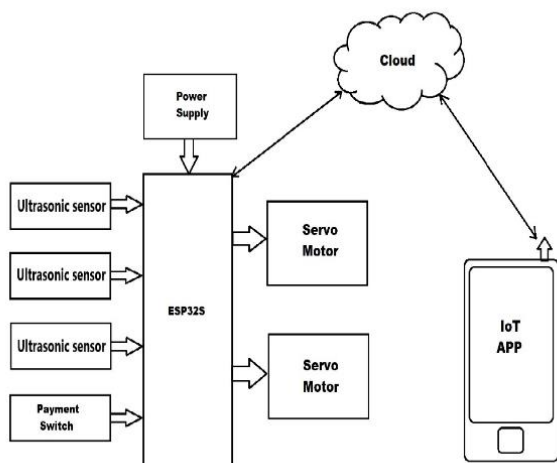 Cloud
Power
Supply
Ultrasonic sensor
Ultrasonic sensor
Ultrasonic sensor
Payment
Switch
ESP32S
Servo
Motor
Servo
Motor
IoT
APP